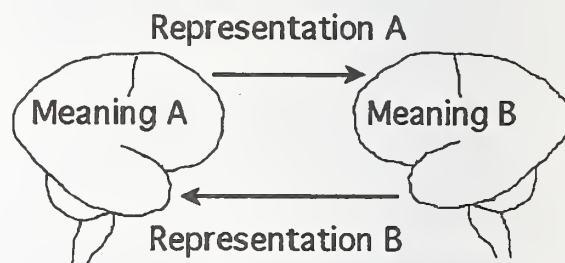 Representation A
Meaning A
Meaning B
Representation B